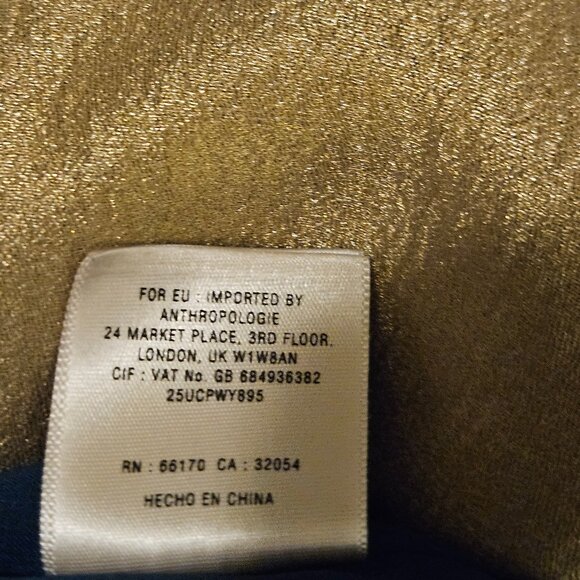 FOR EU : IMPORTED BY
ANTHROPOLOGIE
24 MARKET PLACE, 3RD FLOOR,
LONDON, UK W1W8AN
CIF : VAT No. GB 684936382
25UCPWY895
RN : 66170 CA : 32054
HECHO EN CHINA